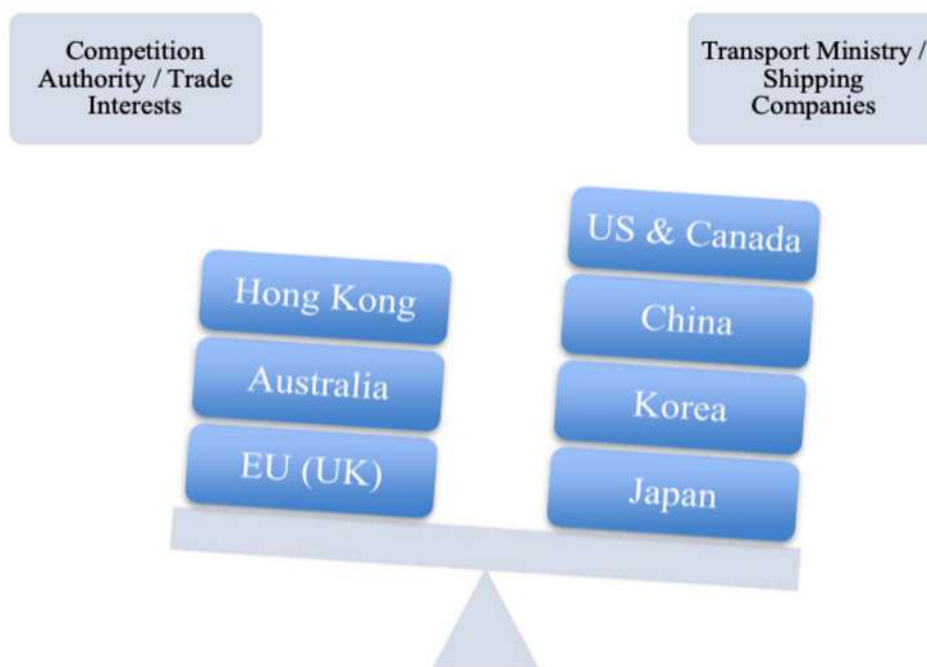 Competition
Authority / Trade
Interests
Transport Ministry /
Shipping
Companies
US & Canada
Hong Kong
China
Australia
Korea
EU (UK)
Japan